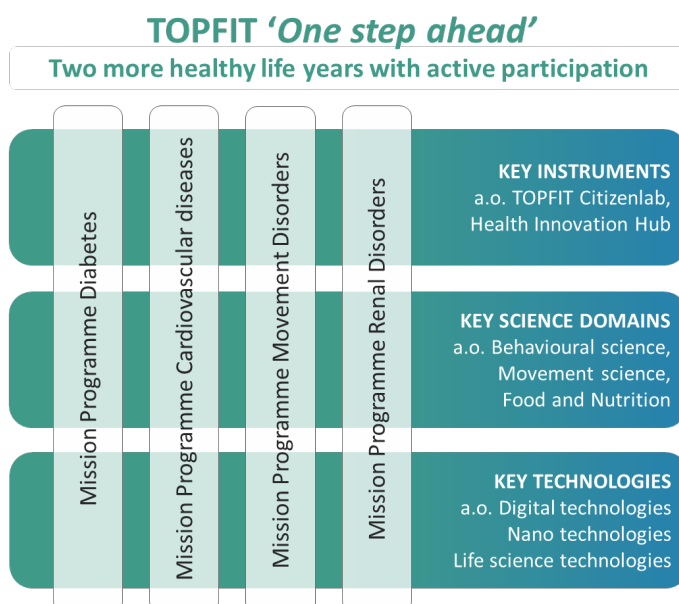 TOPFIT ‘One step ahead’
Two more healthy life years with active participation
Mission Programme Diabetes
Mission Programme Cardiovascular diseases
Mission Programme Movement Disorders
Mission Programme Renal Disorders
KEY INSTRUMENTS
a.o. TOPFIT Citizenlab,
Health Innovation Hub
KEY SCIENCE DOMAINS
a.o. Behavioural science,
Movement science,
Food and Nutrition
KEY TECHNOLOGIES
a.o. Digital technologies
Nano technologies
Life science technologies